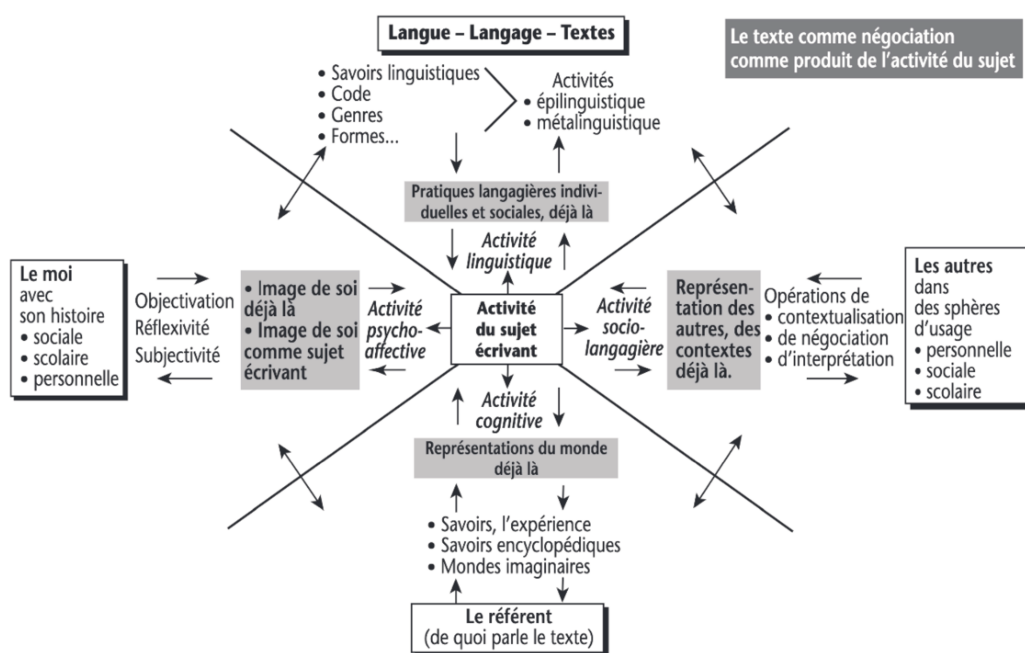 Langue – Langage – Textes
Le texte comme négociation
comme produit de l'activité du sujet
• Savoirs linguistiques
• Code
• Genres
• Formes...
Activités
• épilinguistique
• métalinguistique
Pratiques langagières indivi-
duelles et sociales, déjà là
Activité
linguistique
Le moi
avec
son histoire
• sociale
• scolaire
• personnelle
Objectivation
Réflexivité
Subjectivité
• Image de soi
déjà là
• Image de soi
comme sujet
écrivant
Activité
psycho-
affective
Activité
du sujet
écrivant
Activité
socio-
langagière
Représentation
des autres, des
contextes
déjà là.
Opérations de
• contextualisation
• de négociation
• d'interprétation
Les autres
dans
des sphères
d'usage
• personnelle
• sociale
• scolaire
Activité
cognitive
Représentations du monde
déjà là
• Savoirs, l'expérience
• Savoirs encyclopédiques
• Mondes imaginaires
Le référent
(de quoi parle le texte)